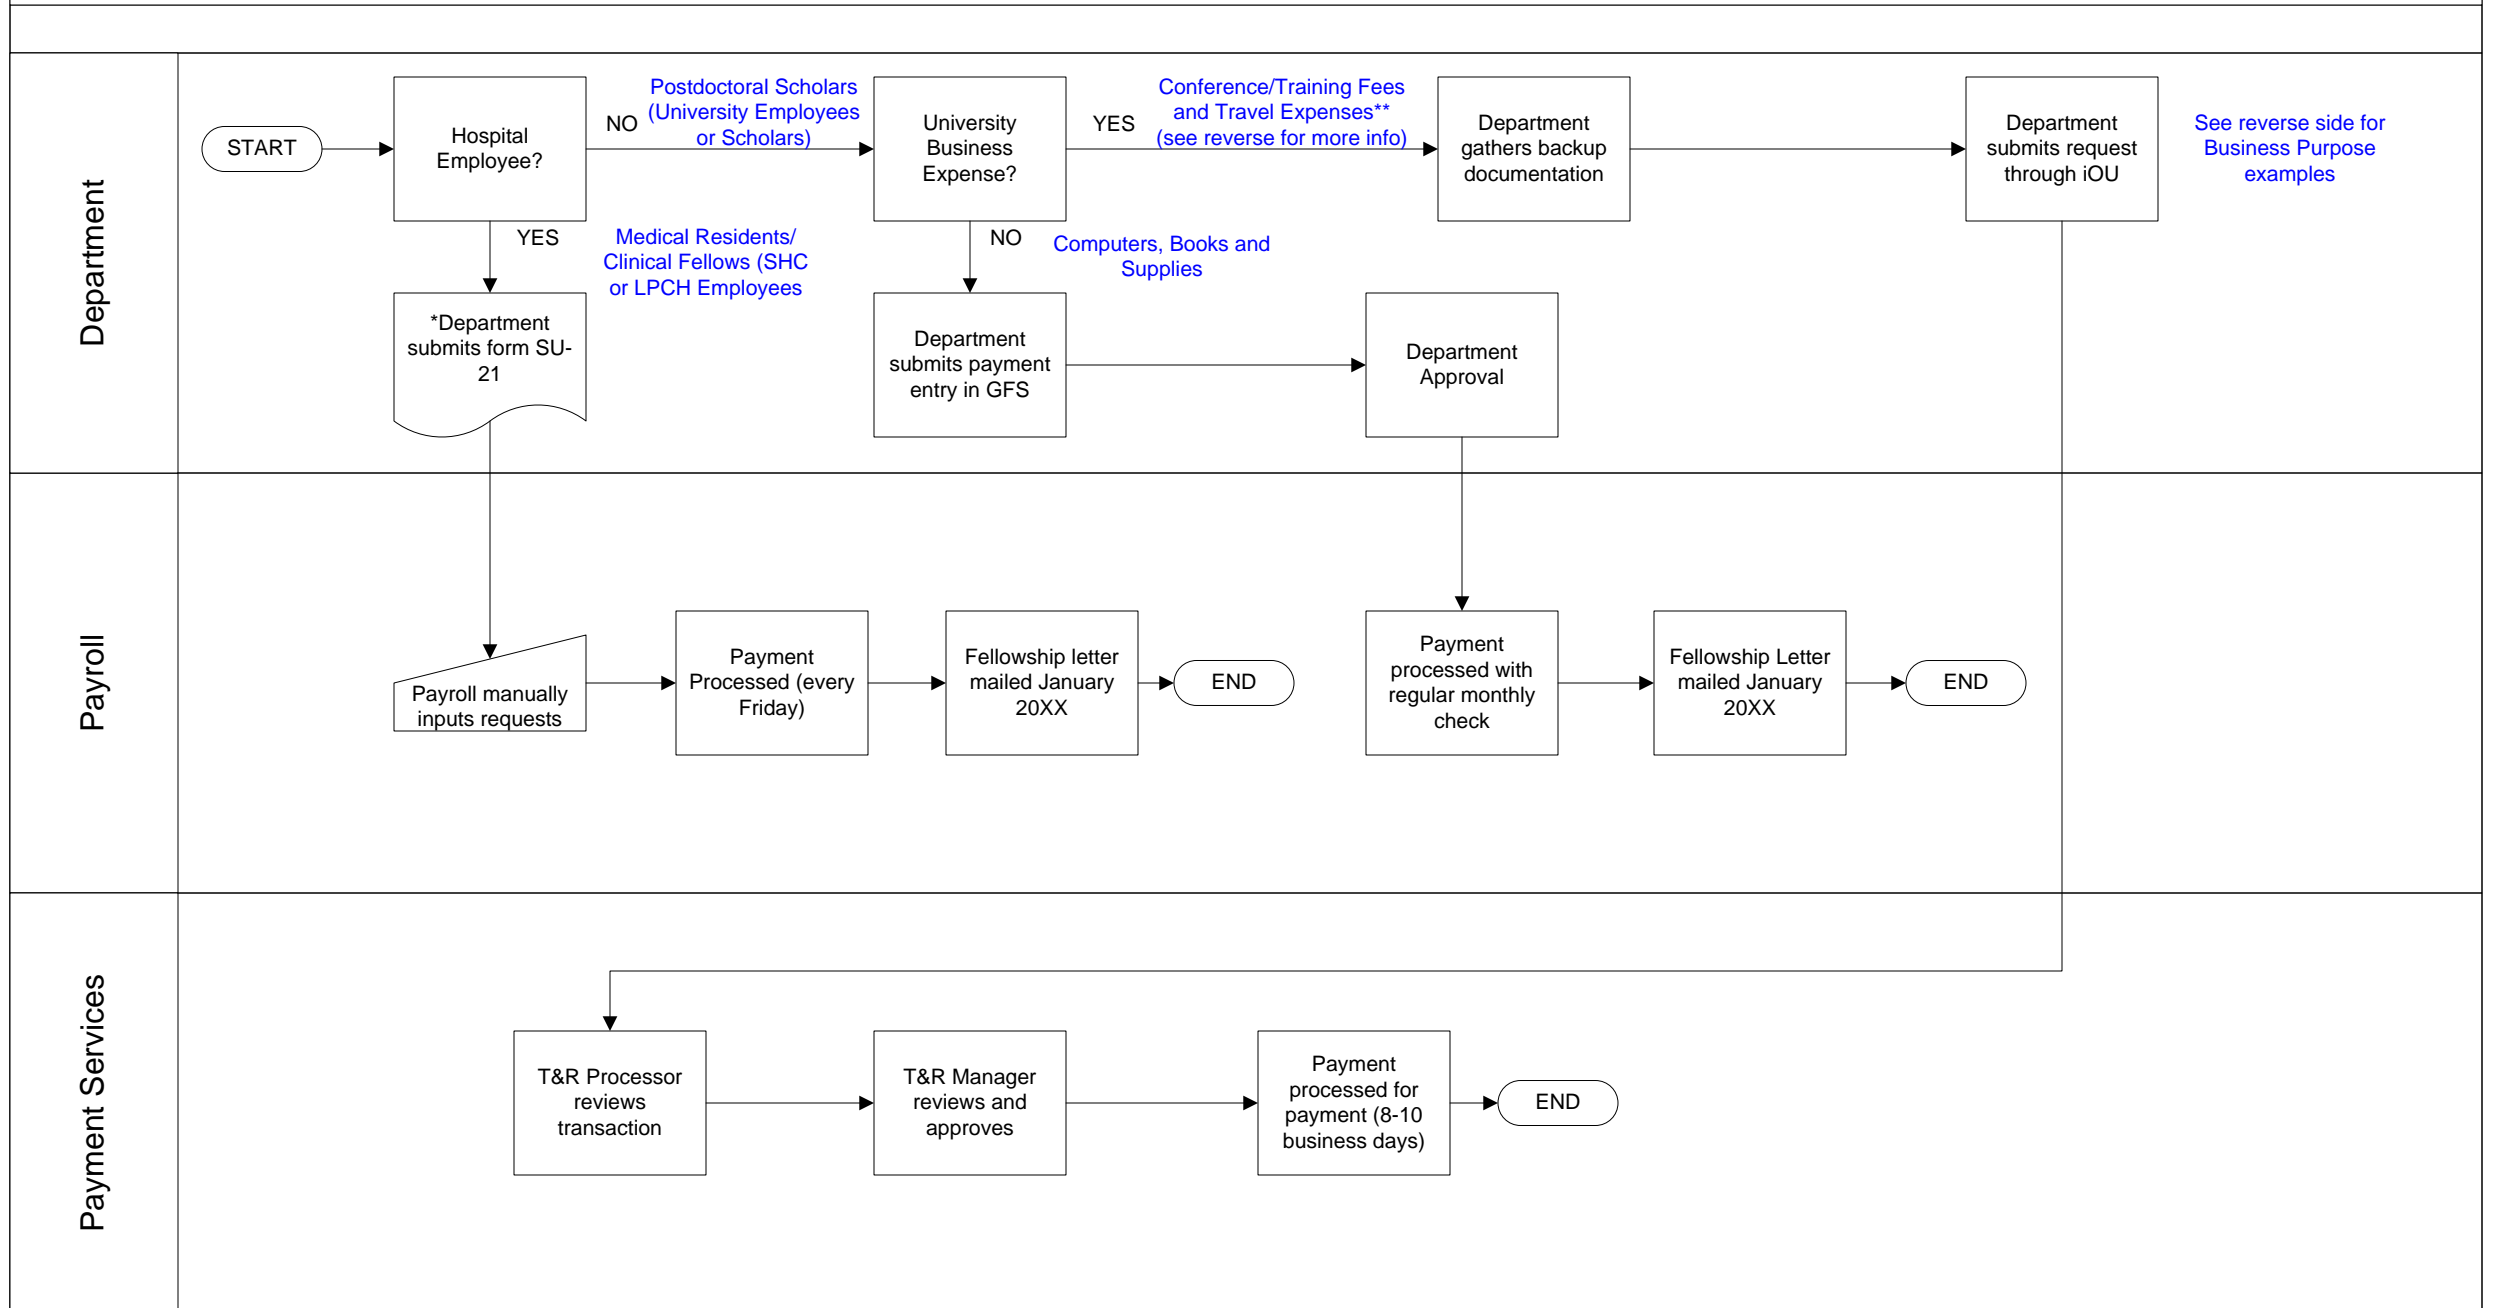 Department
START
Hospital
Employee?
NO
Postdoctoral Scholars
(University Employees
or Scholars)
University
Business
Expense?
YES
Conference/Training Fees
and Travel Expenses**
(see reverse for more info)
Department
gathers backup
documentation
Department
submits request
through iOU
See reverse side for
Business Purpose
examples
YES
Medical Residents/
Clinical Fellows (SHC
or LPCH Employees
NO
Computers, Books and
Supplies
*Department
submits form SU-
21
Department
submits payment
entry in GFS
Department
Approval
Payroll
Payroll manually
inputs requests
Payment
Processed (every
Friday)
Fellowship letter
mailed January
20XX
END
Payment
processed with
regular monthly
check
Fellowship Letter
mailed January
20XX
END
Payment Services
T&R Processor
reviews
transaction
T&R Manager
reviews and
approves
Payment
processed for
payment (8-10
business days)
END